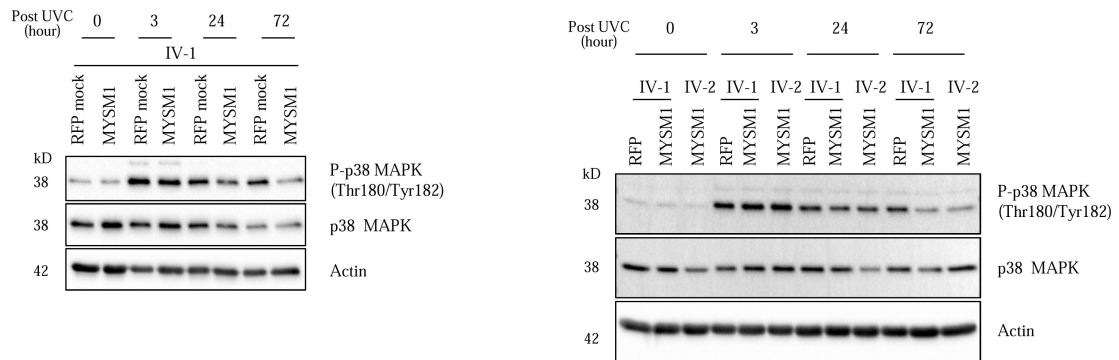 Post UVC (hour) 0 3 24 72
IV-1
RFP mock MYSM1 RFP mock MYSM1 RFP mock MYSM1 RFP mock MYSM1
kD
38 P-p38 MAPK (Thr180/Tyr182)
38 p38 MAPK
42 Actin
Post UVC (hour) 0 3 24 72
IV-1 IV-2 IV-1 IV-2 IV-1 IV-2 IV-1 IV-2
RFP MYSM1 MYSM1 RFP MYSM1 MYSM1 RFP MYSM1 MYSM1 RFP MYSM1 MYSM1
kD
38 P-p38 MAPK (Thr180/Tyr182)
38 p38 MAPK
42 Actin